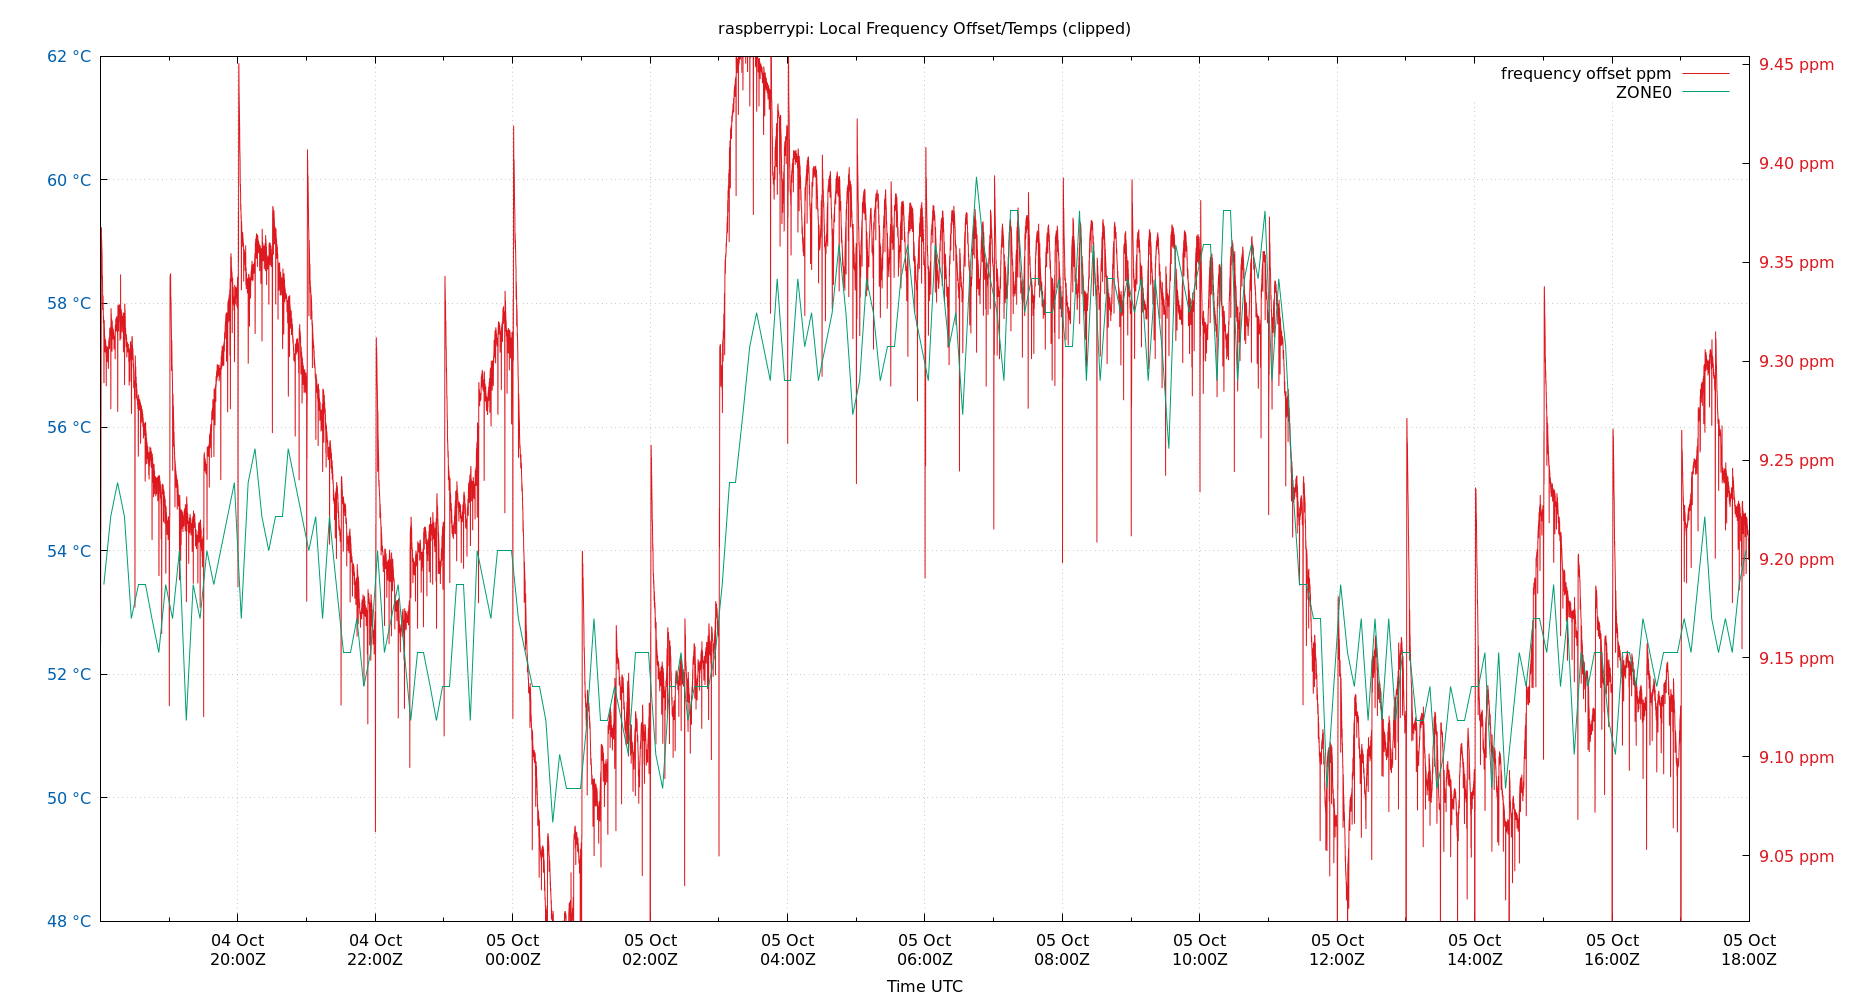 raspberrypi: Local Frequency Offset/Temps (clipped)
62 °C
60 °C
58 °C
56 °C
54 °C
52 °C
50 °C
48 °C
9.45 ppm
9.40 ppm
9.35 ppm
9.30 ppm
9.25 ppm
9.20 ppm
9.15 ppm
9.10 ppm
9.05 ppm
frequency offset ppm
ZONE0
04 Oct 04 Oct 05 Oct 05 Oct 05 Oct 05 Oct 05 Oct 05 Oct 05 Oct 05 Oct 05 Oct 05 Oct
20:00Z 22:00Z 00:00Z 02:00Z 04:00Z 06:00Z 08:00Z 10:00Z 12:00Z 14:00Z 16:00Z 18:00Z
Time UTC